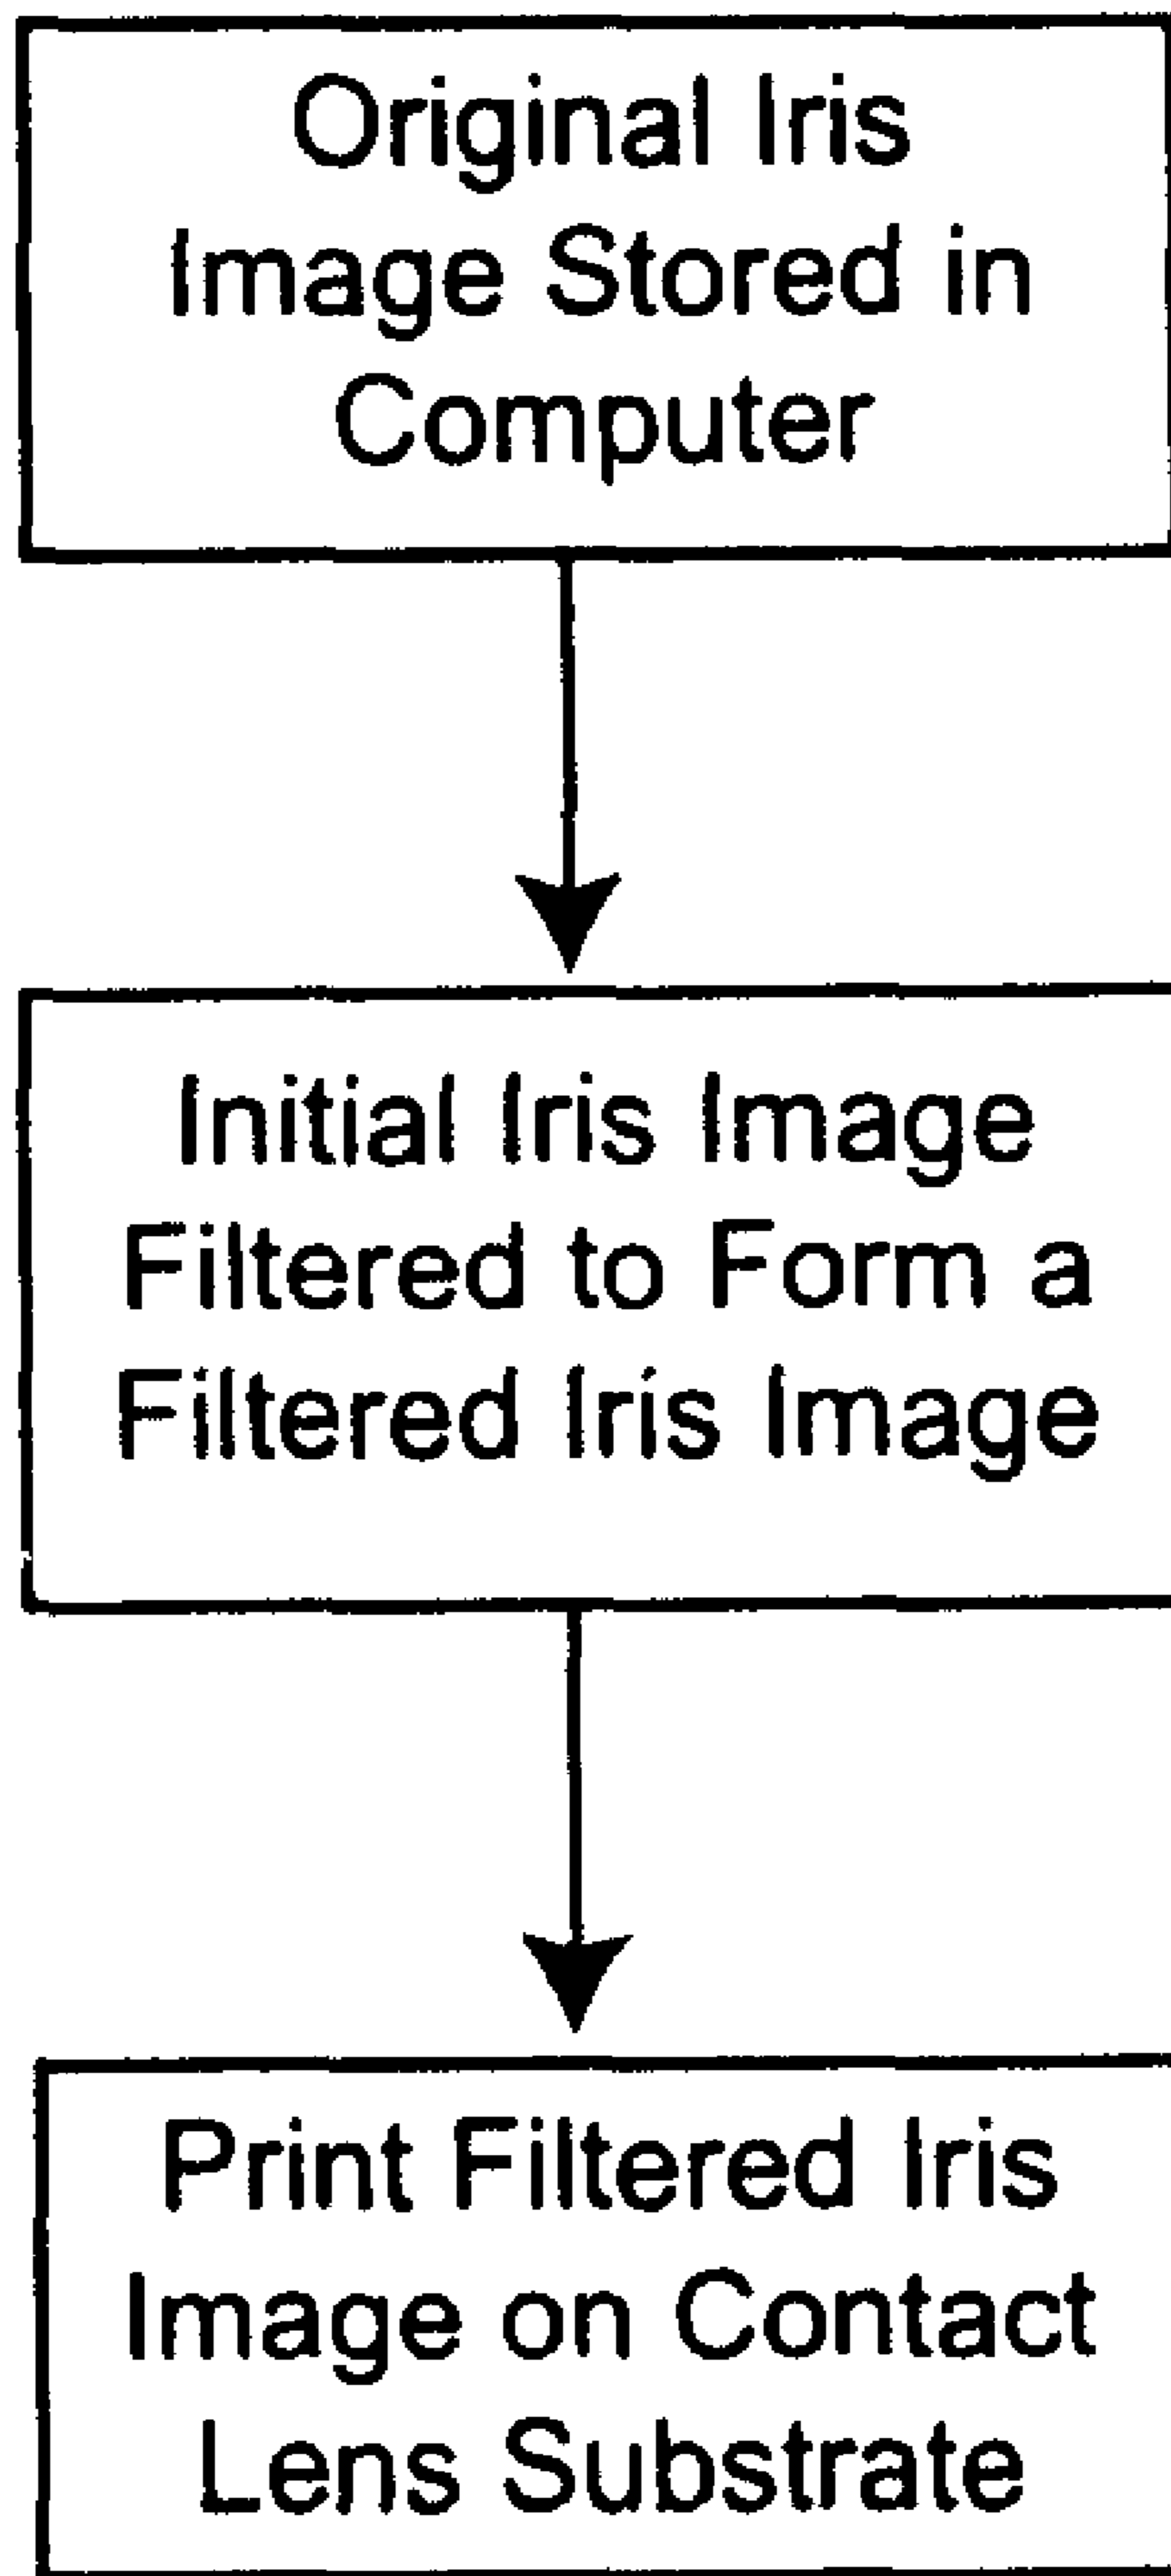 Original Iris
Image Stored in
Computer
Initial Iris Image
Filtered to Form a
Filtered Iris Image
Print Filtered Iris
Image on Contact
Lens Substrate